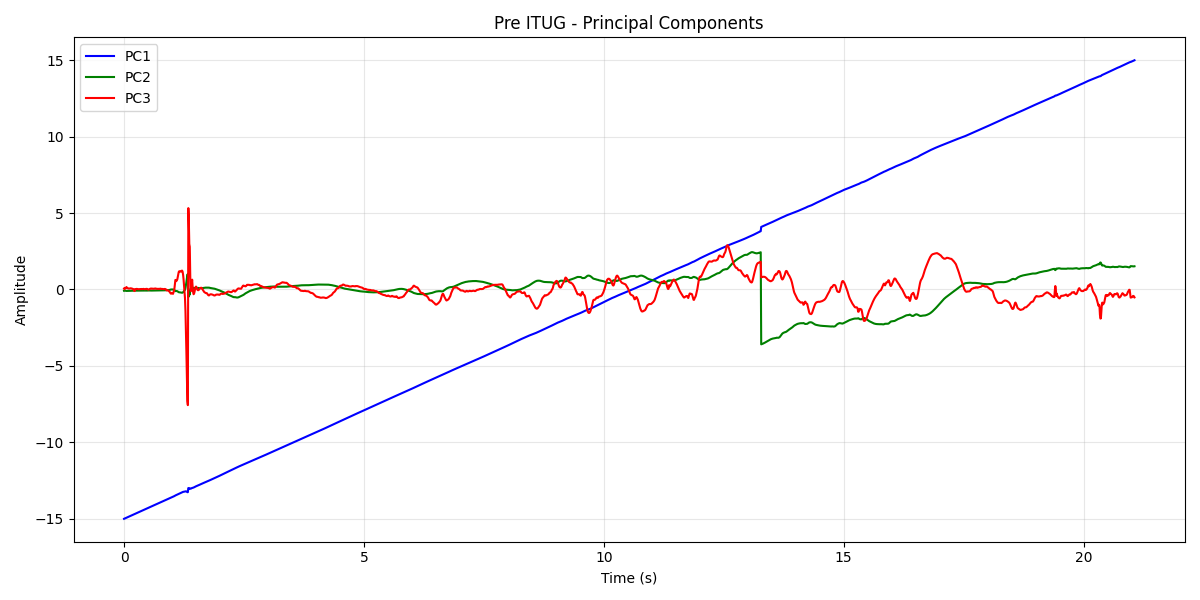 Pre ITUG - Principal Components
PC1
PC2
PC3
Amplitude
15
10
5
0
−5
−10
−15
0 5 10 15 20
Time (s)